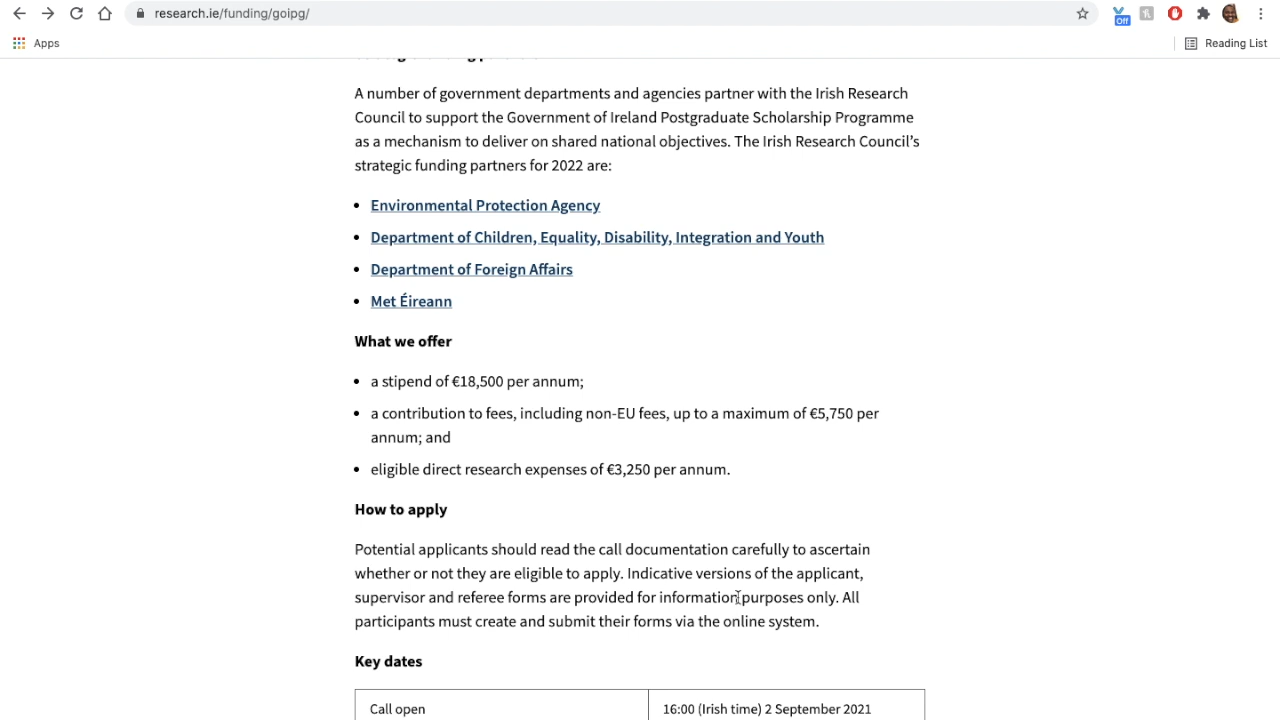 research.ie/funding/goipg/
Off
Apps
Reading List
A number of government departments and agencies partner with the Irish Research
Council to support the Government of Ireland Postgraduate Scholarship Programme
as a mechanism to deliver on shared national objectives. The Irish Research Council’s
strategic funding partners for 2022 are:
Environmental Protection Agency
Department of Children, Equality, Disability, Integration and Youth
Department of Foreign Affairs
Met Éireann
What we offer
a stipend of €18,500 per annum;
a contribution to fees, including non-EU fees, up to a maximum of €5,750 per
annum; and
eligible direct research expenses of €3,250 per annum.
How to apply
Potential applicants should read the call documentation carefully to ascertain
whether or not they are eligible to apply. Indicative versions of the applicant,
supervisor and referee forms are provided for information purposes only. All
participants must create and submit their forms via the online system.
Key dates
Call open
16:00 (Irish time) 2 September 2021